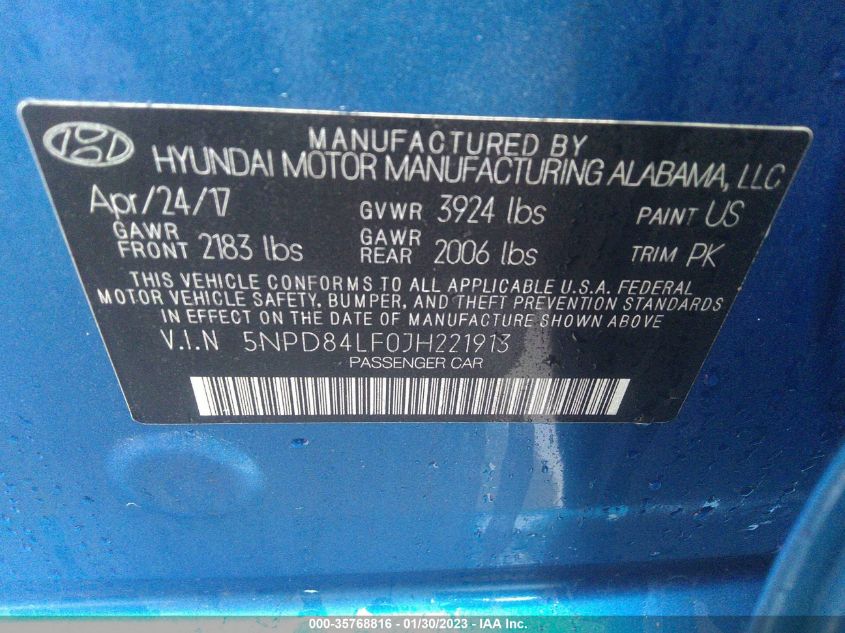 MANUFACTURED BY
HYUNDAI MOTOR MANUFACTURING ALABAMA, LLC
Apr/24/17 GVWR 3924 lbs PAINT US
GAWR FRONT 2183 lbs GAWR REAR 2006 lbs TRIM PK
THIS VEHICLE CONFORMS TO ALL APPLICABLE U.S.A. FEDERAL
MOTOR VEHICLE SAFETY, BUMPER, AND THEFT PREVENTION STANDARDS
IN EFFECT ON THE DATE OF MANUFACTURE SHOWN ABOVE
V.I.N 5NPD84LF0JH221913
PASSENGER CAR
000-35768816 - 01/30/2023 - IAA Inc.